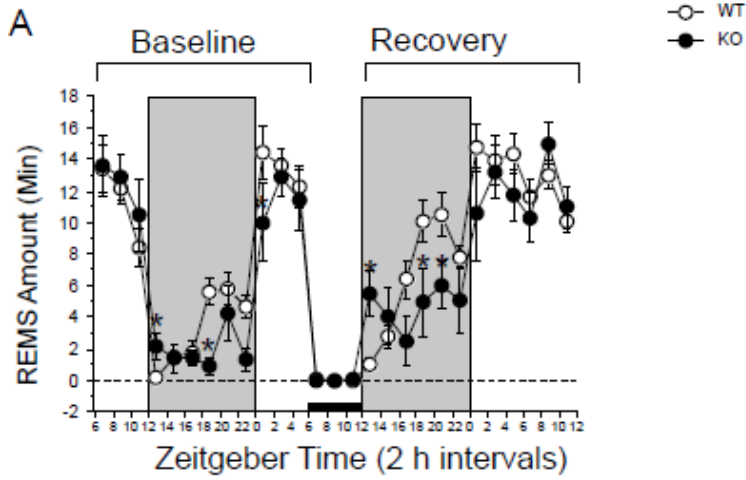 A
WT
KO
Baseline
Recovery
18
16
14
12
10
8
6
4
2
0
-2
REMS Amount (Min)
*
*
*
*
* *
6 8 10 12 14 16 18 20 22 0 2 4 6 8 10 12 14 16 18 20 22 0 2 4 6 8 10 12
Zeitgeber Time (2 h intervals)